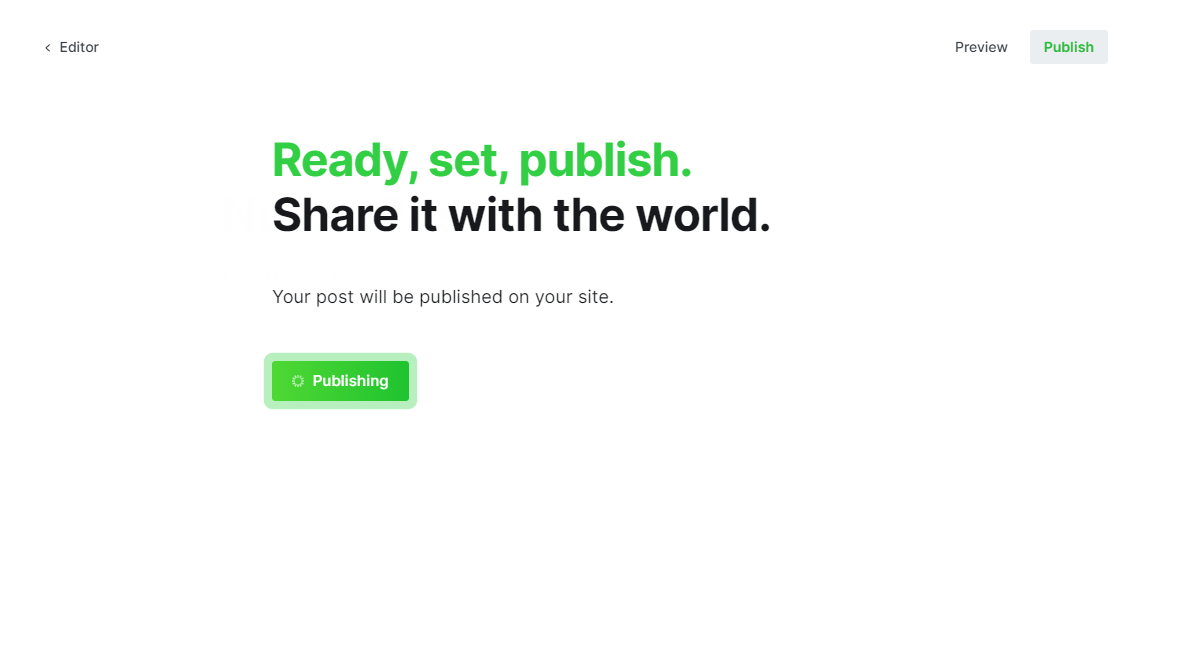 Editor
Preview
Publish
Ready, set, publish.
Share it with the world.
Your post will be published on your site.
Publishing